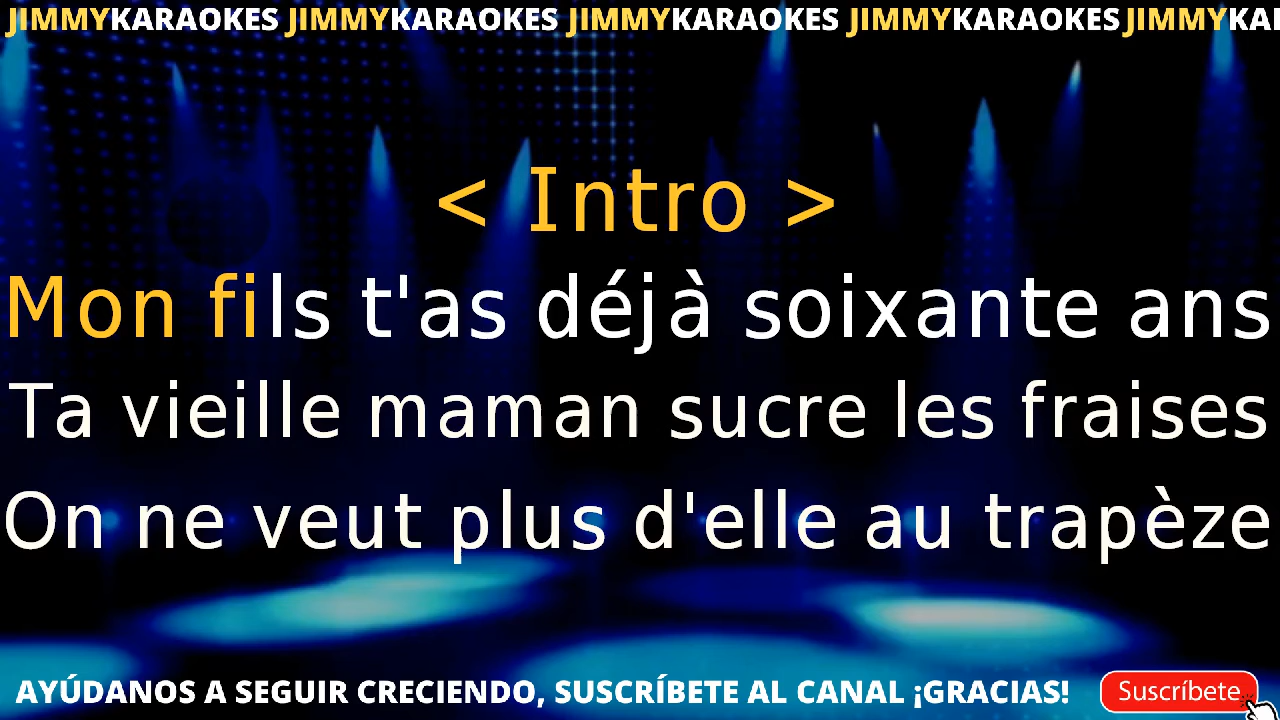 JIMMYKARAOKES JIMMYKARAOKES JIMMYKARAOKES JIMMYKARAOKES JIMMYKA
< Intro >
Mon fils t'as déjà soixante ans
Ta vieille maman sucre les fraises
On ne veut plus d'elle au trapèze
AYÚDANOS A SEGUIR CRECIENDO, SUSCRÍBETE AL CANAL ¡GRACIAS! Suscríbete